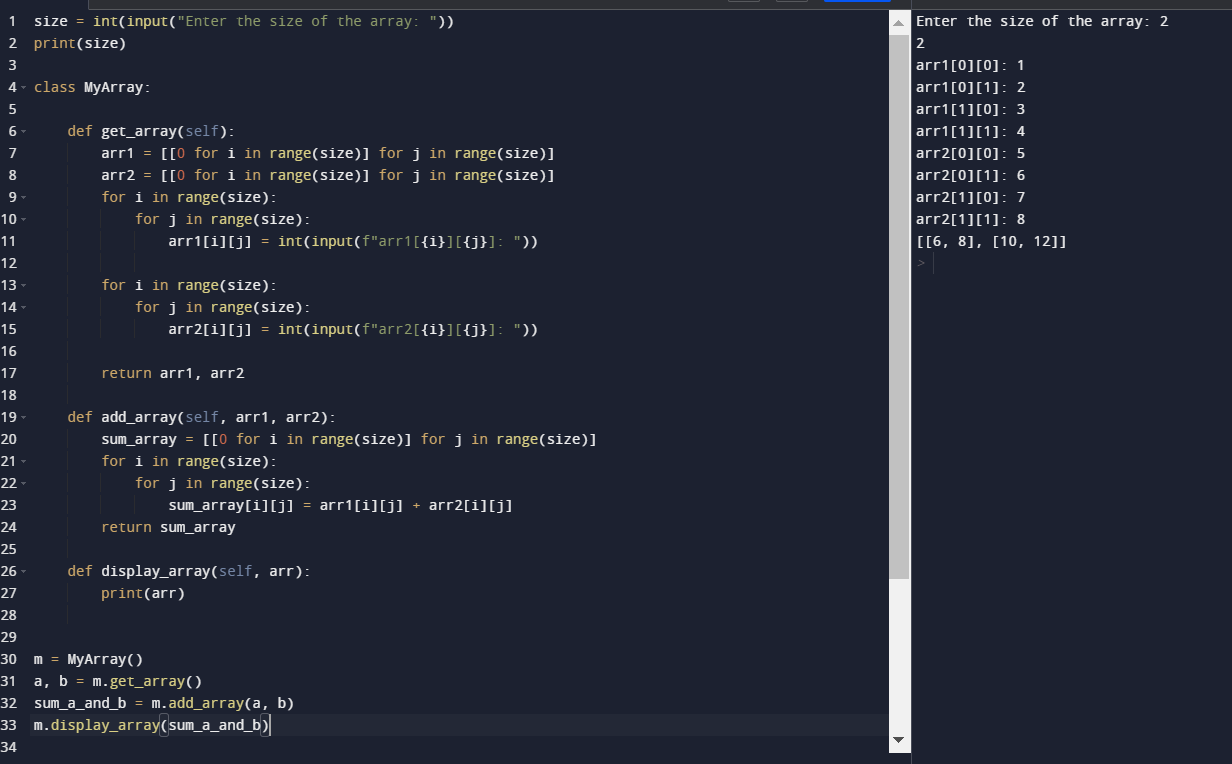 1 size = int(input("Enter the size of the array: "))
2 print(size)
3
4 class MyArray:
5
6     def get_array(self):
7         arr1 = [[0 for i in range(size)] for j in range(size)]
8         arr2 = [[0 for i in range(size)] for j in range(size)]
9         for i in range(size):
10             for j in range(size):
11                 arr1[i][j] = int(input(f"arr1[{i}][{j}]: "))
12
13         for i in range(size):
14             for j in range(size):
15                 arr2[i][j] = int(input(f"arr2[{i}][{j}]: "))
16
17         return arr1, arr2
18
19     def add_array(self, arr1, arr2):
20         sum_array = [[0 for i in range(size)] for j in range(size)]
21         for i in range(size):
22             for j in range(size):
23                 sum_array[i][j] = arr1[i][j] + arr2[i][j]
24         return sum_array
25
26     def display_array(self, arr):
27         print(arr)
28
29
30 m = MyArray()
31 a, b = m.get_array()
32 sum_a_and_b = m.add_array(a, b)
33 m.display_array(sum_a_and_b)
34
Enter the size of the array: 2
2
arr1[0][0]: 1
arr1[0][1]: 2
arr1[1][0]: 3
arr1[1][1]: 4
arr2[0][0]: 5
arr2[0][1]: 6
arr2[1][0]: 7
arr2[1][1]: 8
[[6, 8], [10, 12]]
>